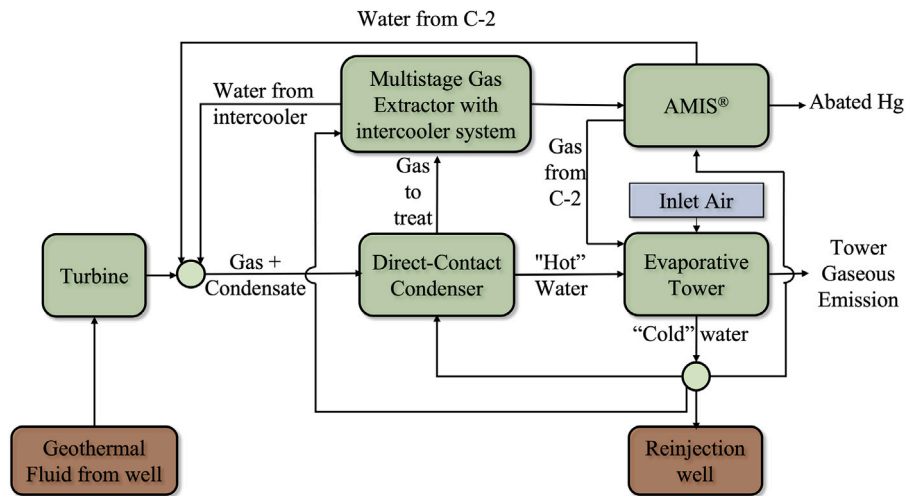 Water from C-2
Multistage Gas
Extractor with
intercooler system
Water from
intercooler
AMIS®
Abated Hg
Gas
to
treat
Gas
from
C-2
Inlet Air
Turbine
Gas +
Condensate
Direct-Contact
Condenser
"Hot”
Water
Evaporative
Tower
Tower
Gaseous
Emission
“Cold” water
Geothermal
Fluid from well
Reinjection
well